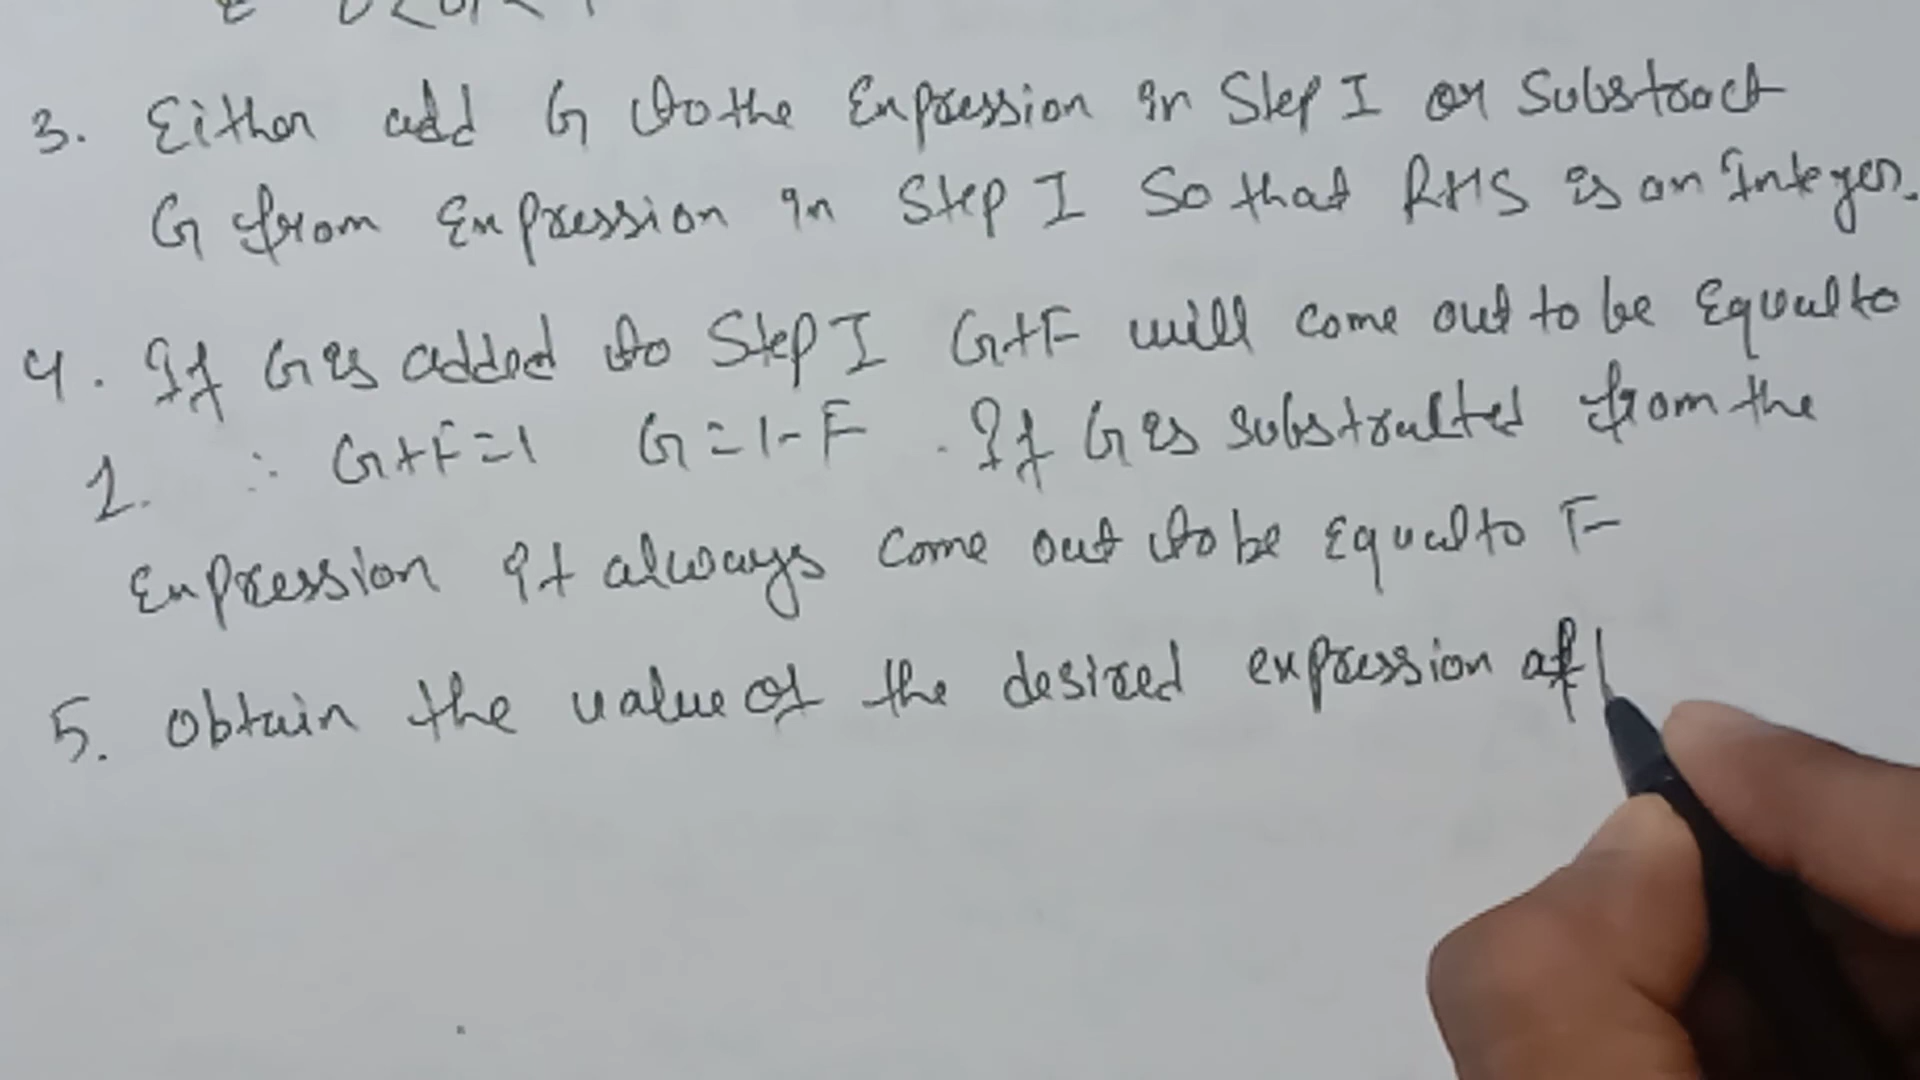 3. Either add G to the Expression in Step I or Substract
G from Expression in Step I So that RHS is an Integer.
4. If G is added to Step I G+F will come out to be Equal to
1. ∴ G+F=1 G=1-F . If G is substracted from the
Expression it always come out to be Equal to F
5. Obtain the value of the desired expression af